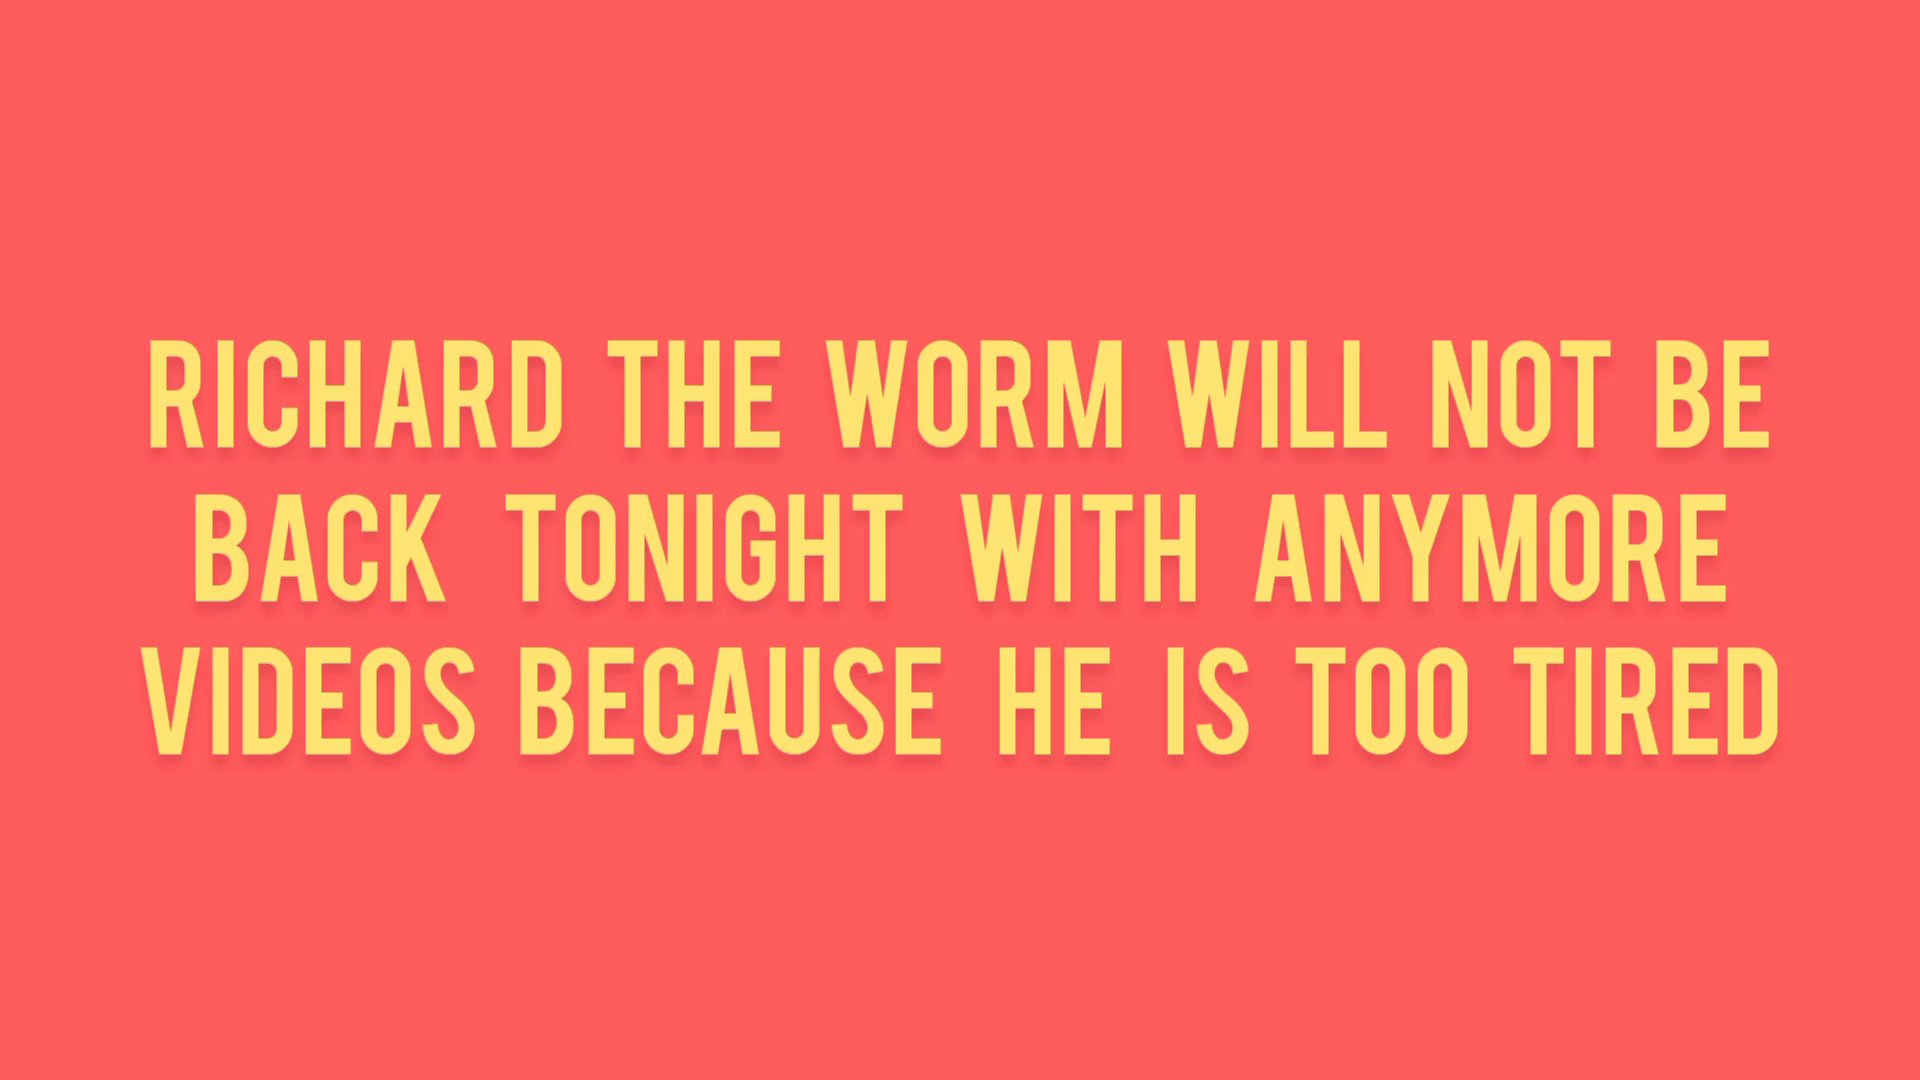 RICHARD THE WORM WILL NOT BE
BACK TONIGHT WITH ANYMORE
VIDEOS BECAUSE HE IS TOO TIRED